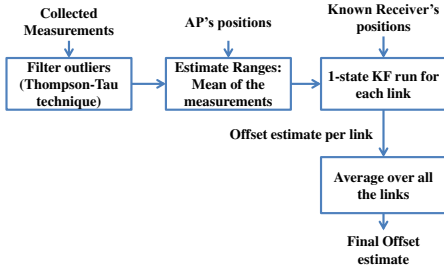 Collected
Measurements
AP's positions
Known Receiver's
positions
Filter outliers
(Thompson-Tau
technique)
Estimate Ranges:
Mean of the
measurements
1-state KF run for
each link
Offset estimate per link
Average over all
the links
Final Offset
estimate